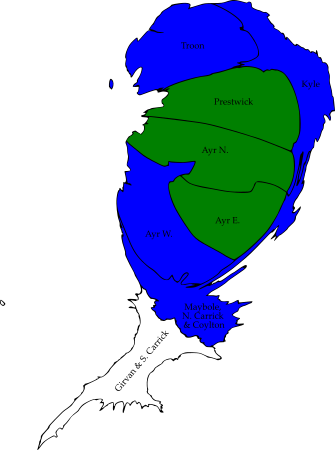 Troon
Kyle
Prestwick
Ayr N.
Ayr E.
Ayr W.
Maybole,
N. Carrick
& Coylton
Girvan & S. Carrick